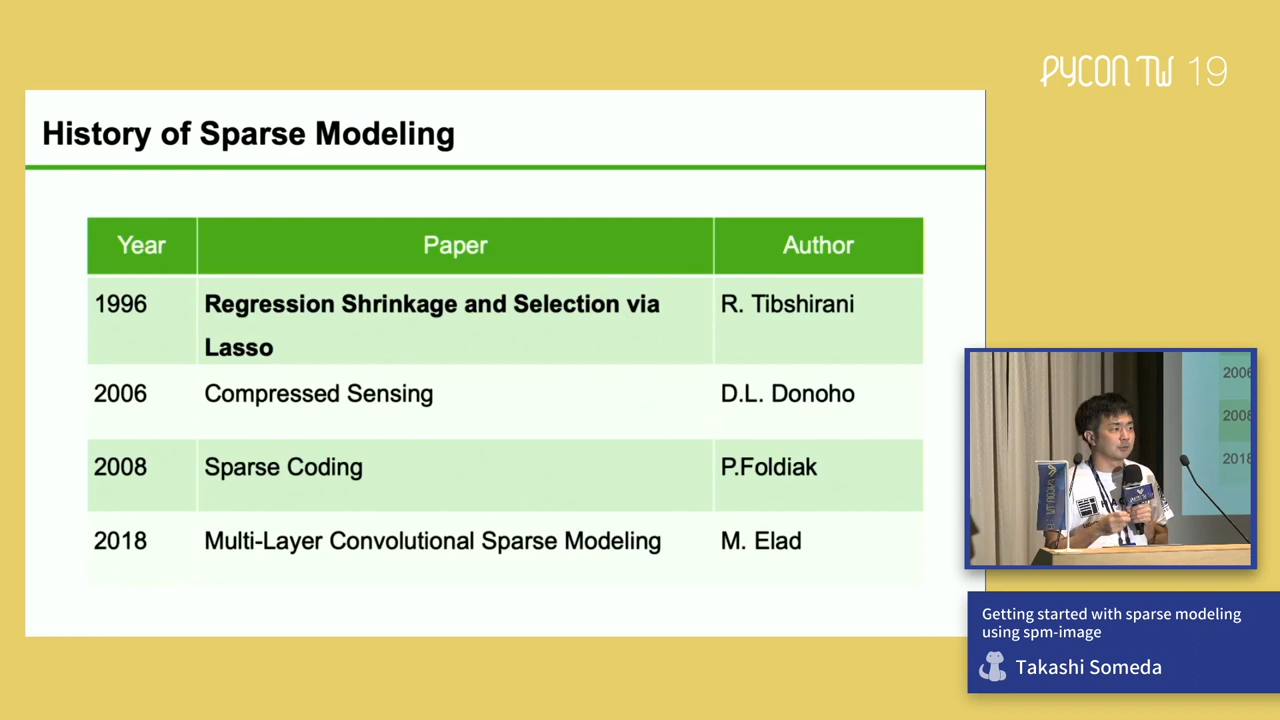 PYCON TW 19
History of Sparse Modeling
Year Paper Author
1996 Regression Shrinkage and Selection via R. Tibshirani
Lasso
2006 Compressed Sensing D.L. Donoho
2008 Sparse Coding P.Foldiak
2018 Multi-Layer Convolutional Sparse Modeling M. Elad
2006
2008
2018
Getting started with sparse modeling
using spm-image
Takashi Someda